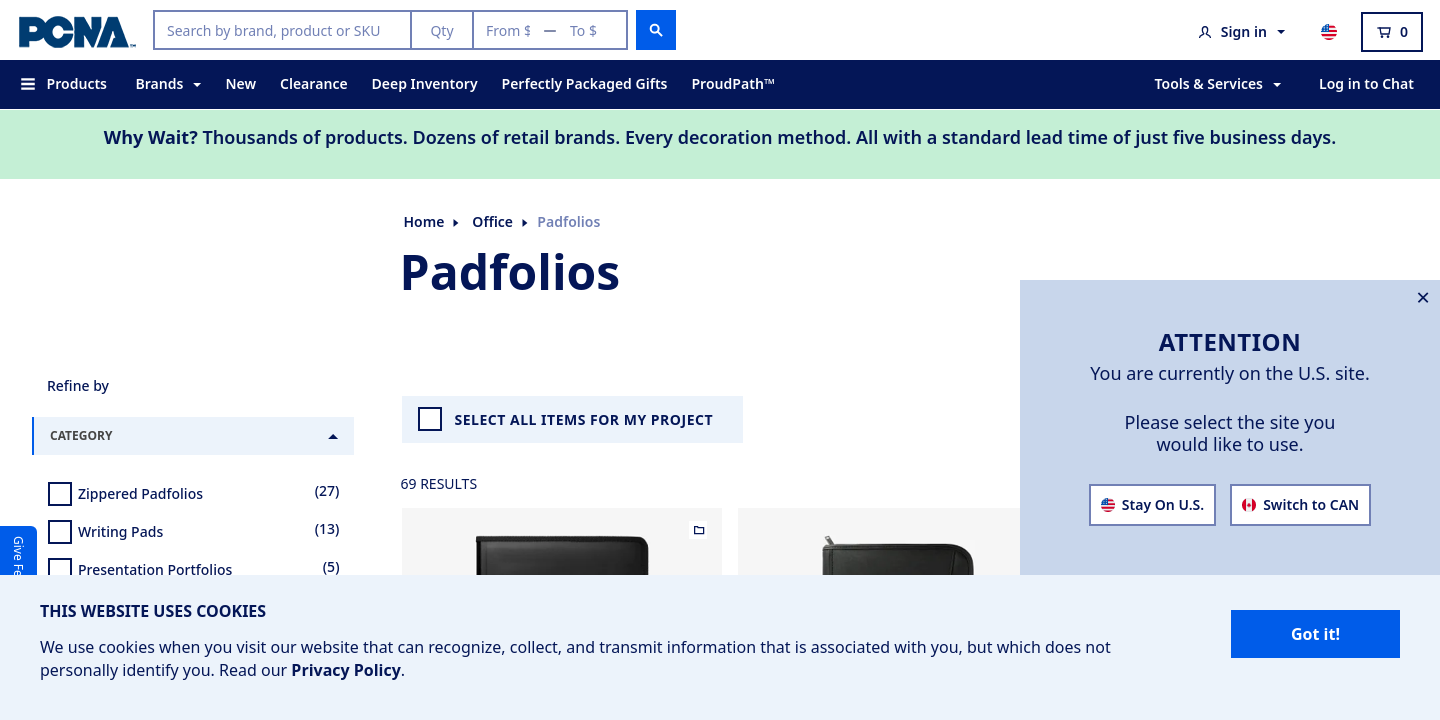 PCNA™
Search by brand, product or SKU
Qty
From $ — To $
Sign in
0
Products
Brands
New
Clearance
Deep Inventory
Perfectly Packaged Gifts
ProudPath™
Tools & Services
Log in to Chat
Why Wait? Thousands of products. Dozens of retail brands. Every decoration method. All with a standard lead time of just five business days.
Home Office Padfolios
Padfolios
Refine by
CATEGORY
Zippered Padfolios (27)
Writing Pads (13)
Presentation Portfolios (5)
Give Fe
SELECT ALL ITEMS FOR MY PROJECT
69 RESULTS
ATTENTION
You are currently on the U.S. site.
Please select the site you
would like to use.
Stay On U.S.
Switch to CAN
THIS WEBSITE USES COOKIES
We use cookies when you visit our website that can recognize, collect, and transmit information that is associated with you, but which does not
personally identify you. Read our Privacy Policy.
Got it!